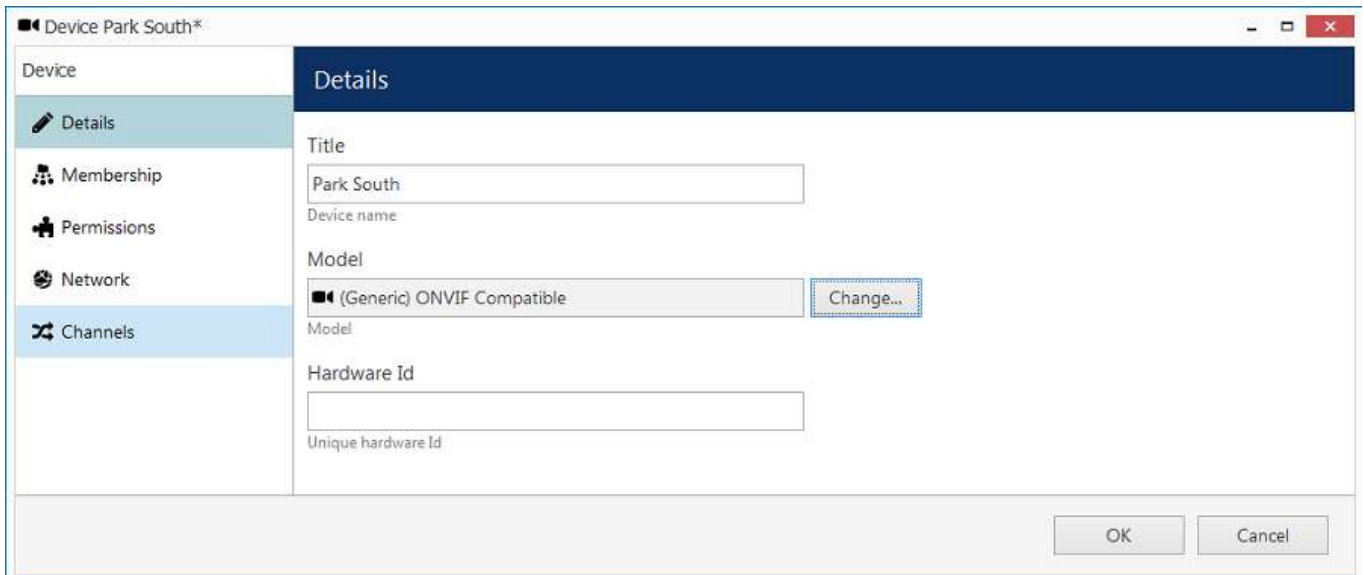 Device Park South*
Device
Details
Membership
Permissions
Network
Channels
Details
Title
Park South
Device name
Model
(Generic) ONVIF Compatible
Change...
Model
Hardware Id
Unique hardware Id
OK
Cancel